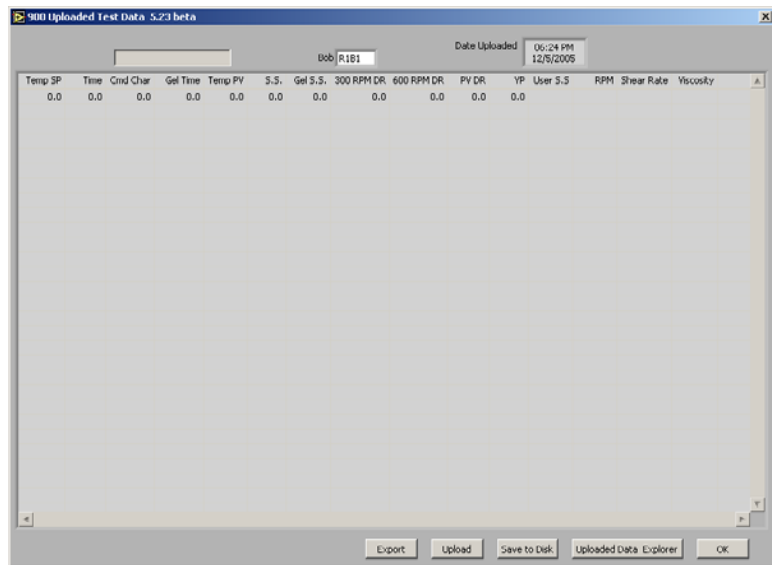 900 Uploaded Test Data 5.23 beta
Bob R1B1
Date Uploaded 06:24 PM
12/5/2005
Temp SP Time Cmd Char Gel Time Temp PV S.S. Gel S.S. 300 RPM DR 600 RPM DR PV DR YP User S.S RPM Shear Rate Viscosity
0.0 0.0 0.0 0.0 0.0 0.0 0.0 0.0 0.0 0.0 0.0
Export Upload Save to Disk Uploaded Data Explorer OK